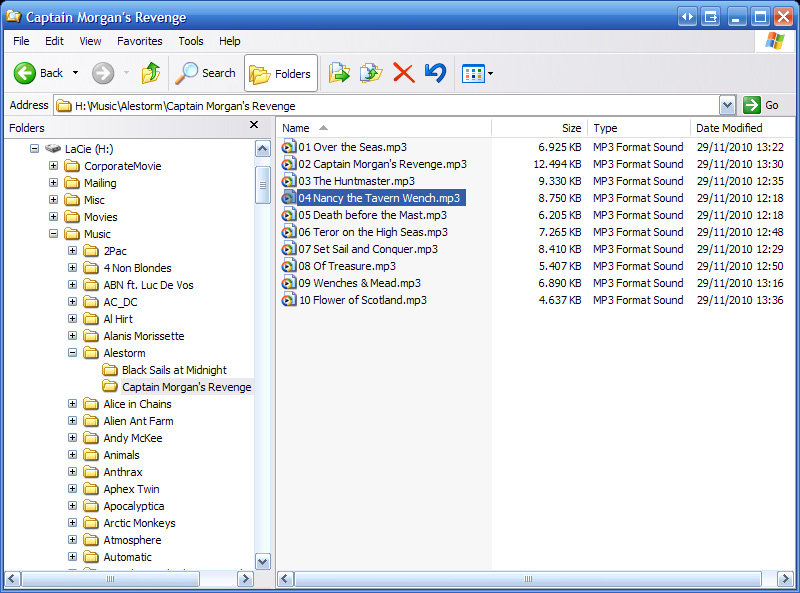 Captain Morgan's Revenge
File Edit View Favorites Tools Help
Back Search Folders
Address H:\Music\Alestorm\Captain Morgan's Revenge Go
Folders
LaCie (H:)
CorporateMovie
Mailing
Misc
Movies
Music
2Pac
4 Non Blondes
ABN ft. Luc De Vos
AC_DC
Al Hirt
Alanis Morissette
Alestorm
Black Sails at Midnight
Captain Morgan's Revenge
Alice in Chains
Alien Ant Farm
Andy McKee
Animals
Anthrax
Aphex Twin
Apocalyptica
Arctic Monkeys
Atmosphere
Automatic
Name Size Type Date Modified
01 Over the Seas.mp3 6.925 KB MP3 Format Sound 29/11/2010 13:22
02 Captain Morgan's Revenge.mp3 12.494 KB MP3 Format Sound 29/11/2010 13:30
03 The Huntmaster.mp3 9.330 KB MP3 Format Sound 29/11/2010 12:35
04 Nancy the Tavern Wench.mp3 8.750 KB MP3 Format Sound 29/11/2010 12:18
05 Death before the Mast.mp3 6.205 KB MP3 Format Sound 29/11/2010 12:18
06 Teror on the High Seas.mp3 7.265 KB MP3 Format Sound 29/11/2010 12:48
07 Set Sail and Conquer.mp3 8.410 KB MP3 Format Sound 29/11/2010 12:29
08 Of Treasure.mp3 5.407 KB MP3 Format Sound 29/11/2010 12:50
09 Wenches & Mead.mp3 6.890 KB MP3 Format Sound 29/11/2010 13:16
10 Flower of Scotland.mp3 4.637 KB MP3 Format Sound 29/11/2010 13:36